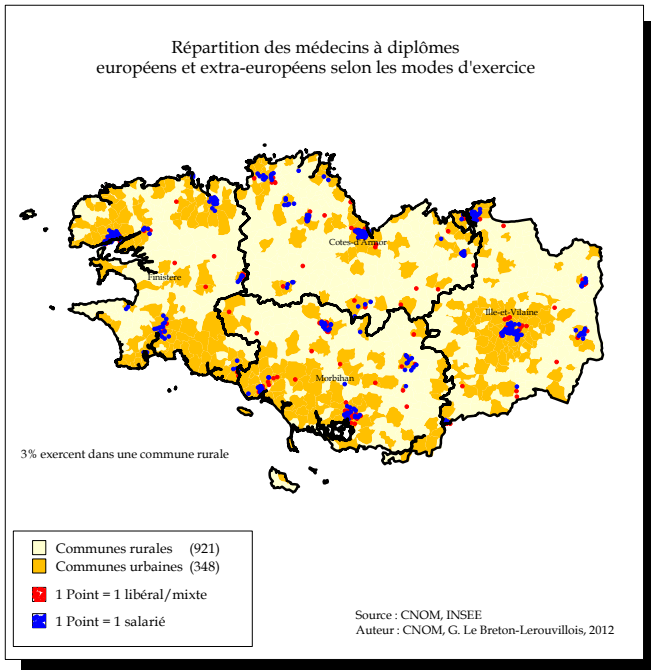 Répartition des médecins à diplômes
européens et extra-européens selon les modes d'exercice
Cotes-d'Armor
Finistere
Ille-et-Vilaine
Morbihan
3% exercent dans une commune rurale
Communes rurales (921)
Communes urbaines (348)
1 Point = 1 libéral/mixte
1 Point = 1 salarié
Source : CNOM, INSEE
Auteur : CNOM, G. Le Breton-Lerouvillois, 2012